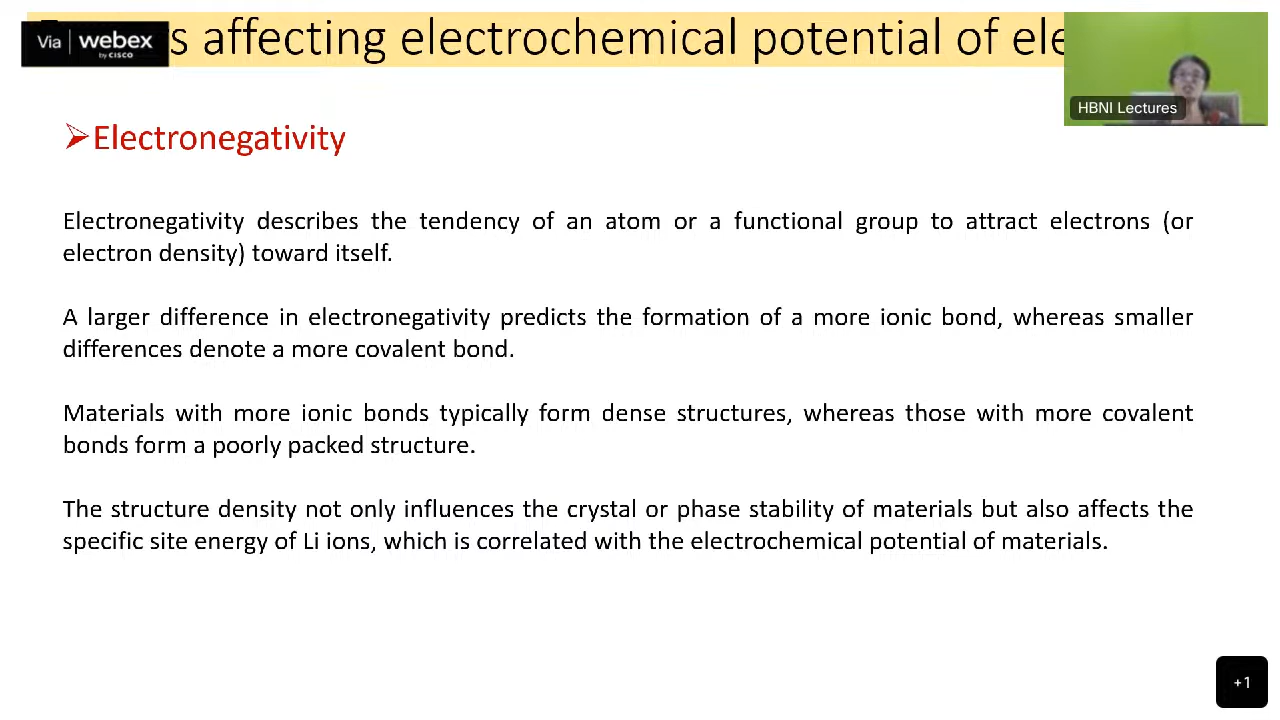 Via webex
by CISCO
s affecting electrochemical potential of ele
HBNI Lectures
Electronegativity
Electronegativity describes the tendency of an atom or a functional group to attract electrons (or
electron density) toward itself.
A larger difference in electronegativity predicts the formation of a more ionic bond, whereas smaller
differences denote a more covalent bond.
Materials with more ionic bonds typically form dense structures, whereas those with more covalent
bonds form a poorly packed structure.
The structure density not only influences the crystal or phase stability of materials but also affects the
specific site energy of Li ions, which is correlated with the electrochemical potential of materials.
+1